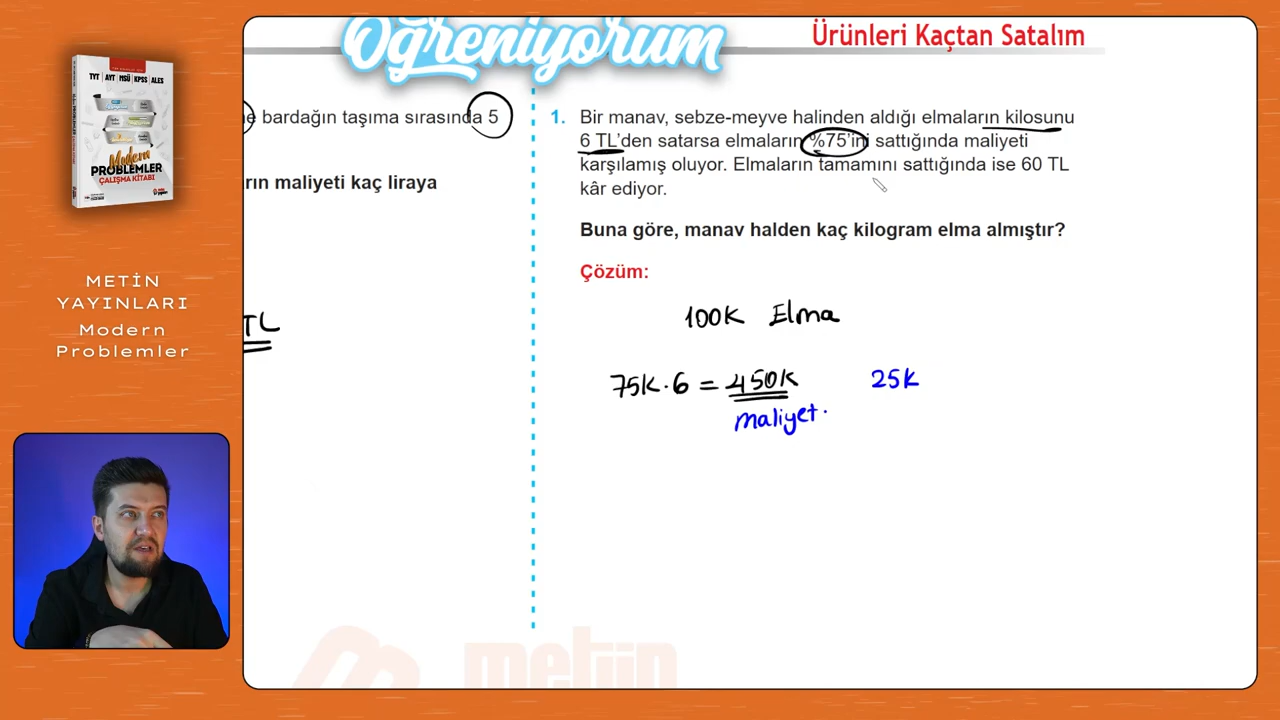 TYT AYT MSÜ KPSS ALES
Modern
PROBLEMLER
ÇALIŞMA KİTABI
METİN
YAYINLARI
Modern
Problemler
Öğreniyorum
Ürünleri Kaçtan Satalım
e bardağın taşıma sırasında 5
rın maliyeti kaç liraya
TL
1. Bir manav, sebze-meyve halinden aldığı elmaların kilosunu
6 TL'den satarsa elmaların %75'ini sattığında maliyeti
karşılamış oluyor. Elmaların tamamını sattığında ise 60 TL
kâr ediyor.
Buna göre, manav halden kaç kilogram elma almıştır?
Çözüm:
100K Elma
75K.6 = 450K 25K
maliyet.
metin